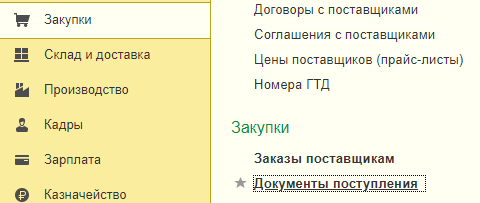 Закупки
Склад и доставка
Производство
Кадры
Зарплата
Казначейство
Договоры с поставщиками
Соглашения с поставщиками
Цены поставщиков (прайс-листы)
Номера ГТД
Закупки
Заказы поставщикам
Документы поступления